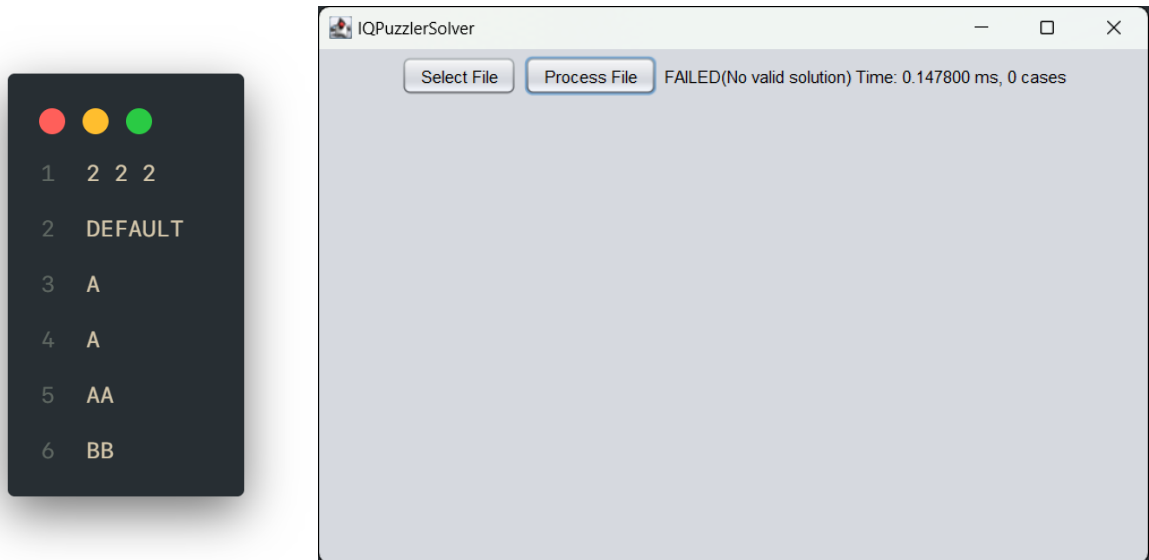 1 2 2 2
2 DEFAULT
3 A
4 A
5 AA
6 BB
IQPuzzlerSolver
Select File Process File FAILED(No valid solution) Time: 0.147800 ms, 0 cases